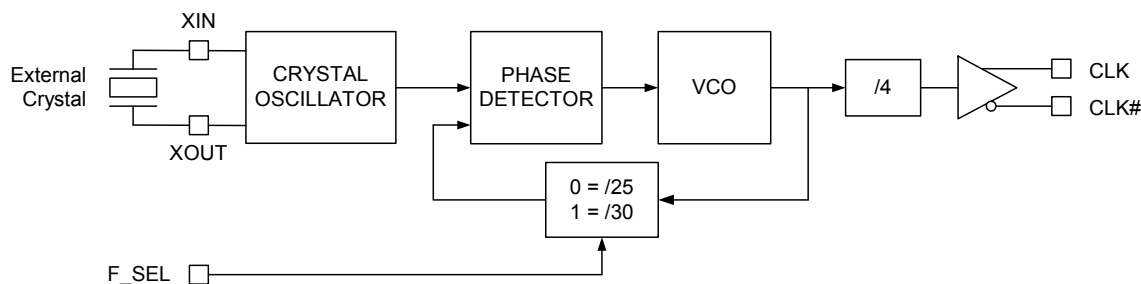 XIN
External
Crystal
XOUT
CRYSTAL
OSCILLATOR
PHASE
DETECTOR
VCO
/4
CLK
CLK#
0 = /25
1 = /30
F_SEL